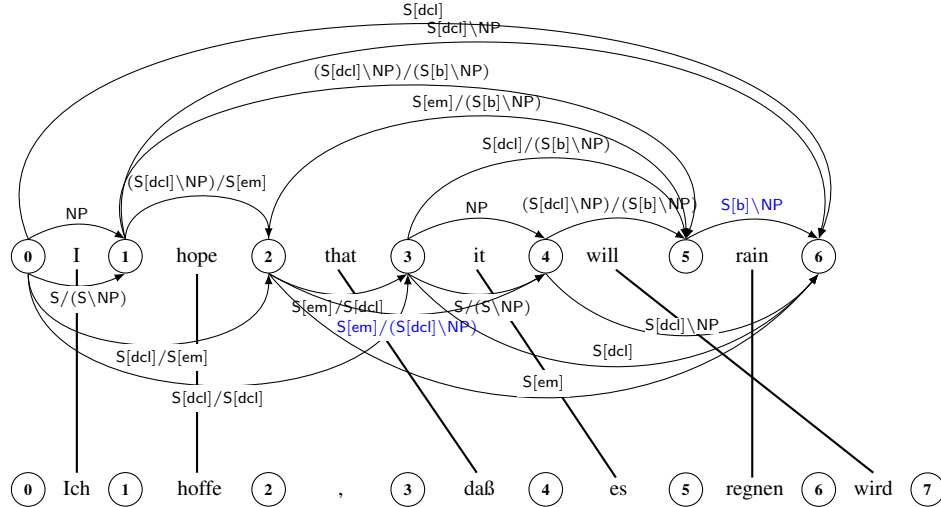 S[dcl]
S[dcl]\NP
(S[dcl]\NP)/(S[b]\NP)
S[em]/(S[b]\NP)
S[dcl]/(S[b]\NP)
(S[dcl]\NP)/S[em]
NP NP (S[dcl]\NP)/(S[b]\NP) S[b]\NP
0 I 1 hope 2 that 3 it 4 will 5 rain 6
S/(S\NP) S[em]/S[dcl] S/(S\NP)
S[em]/(S[dcl]\NP) S[dcl]\NP
S[dcl]/S[em] S[dcl]
S[em]
S[dcl]/S[dcl]
0 Ich 1 hoffe 2 , 3 daß 4 es 5 regnen 6 wird 7